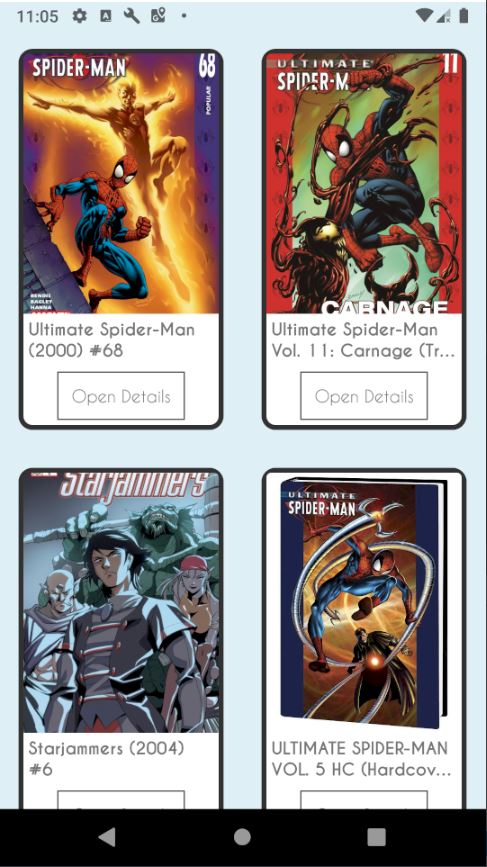 11:05
SPIDER-MAN
68
POPULAR
BENDIS
BAGLEY
HANNA
Ultimate Spider-Man
(2000) #68
Open Details
ULTIMATE
SPIDER-M
11
CARNAGE
Ultimate Spider-Man
Vol. 11: Carnage (Tr...
Open Details
Starjammers
Starjammers (2004)
#6
ULTIMATE
SPIDER-MAN
ULTIMATE SPIDER-MAN
VOL. 5 HC (Hardcov...